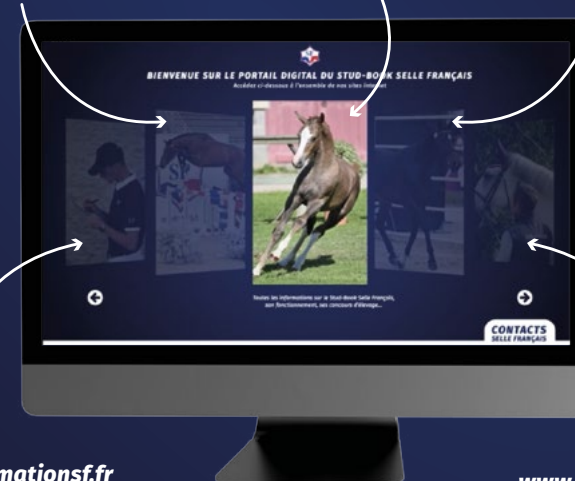 SF
BIENVENUE SUR LE PORTAIL DIGITAL DU STUD-BOOK SELLE FRANÇAIS
Accédez ci-dessous à l'ensemble de nos sites internet
Toutes les informations sur le Stud-Book Selle Français,
son fonctionnement, ses concours d'élevage...
CONTACTS
SELLE FRANÇAIS
mationsf.fr
www.